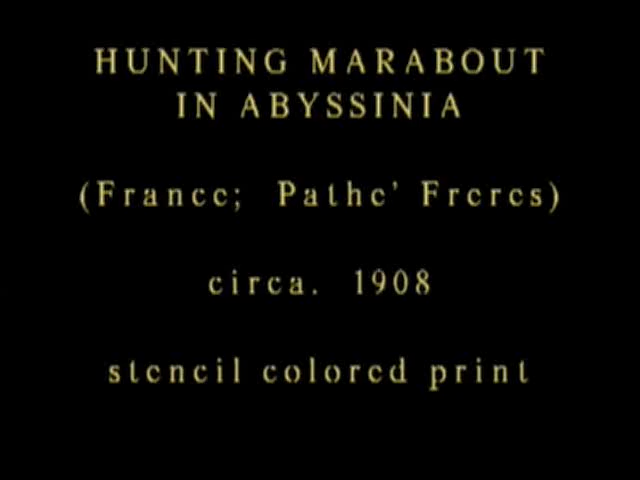 HUNTING MARABOUT
IN ABYSSINIA
(France; Pathe' Freres)
circa. 1908
stencil colored print